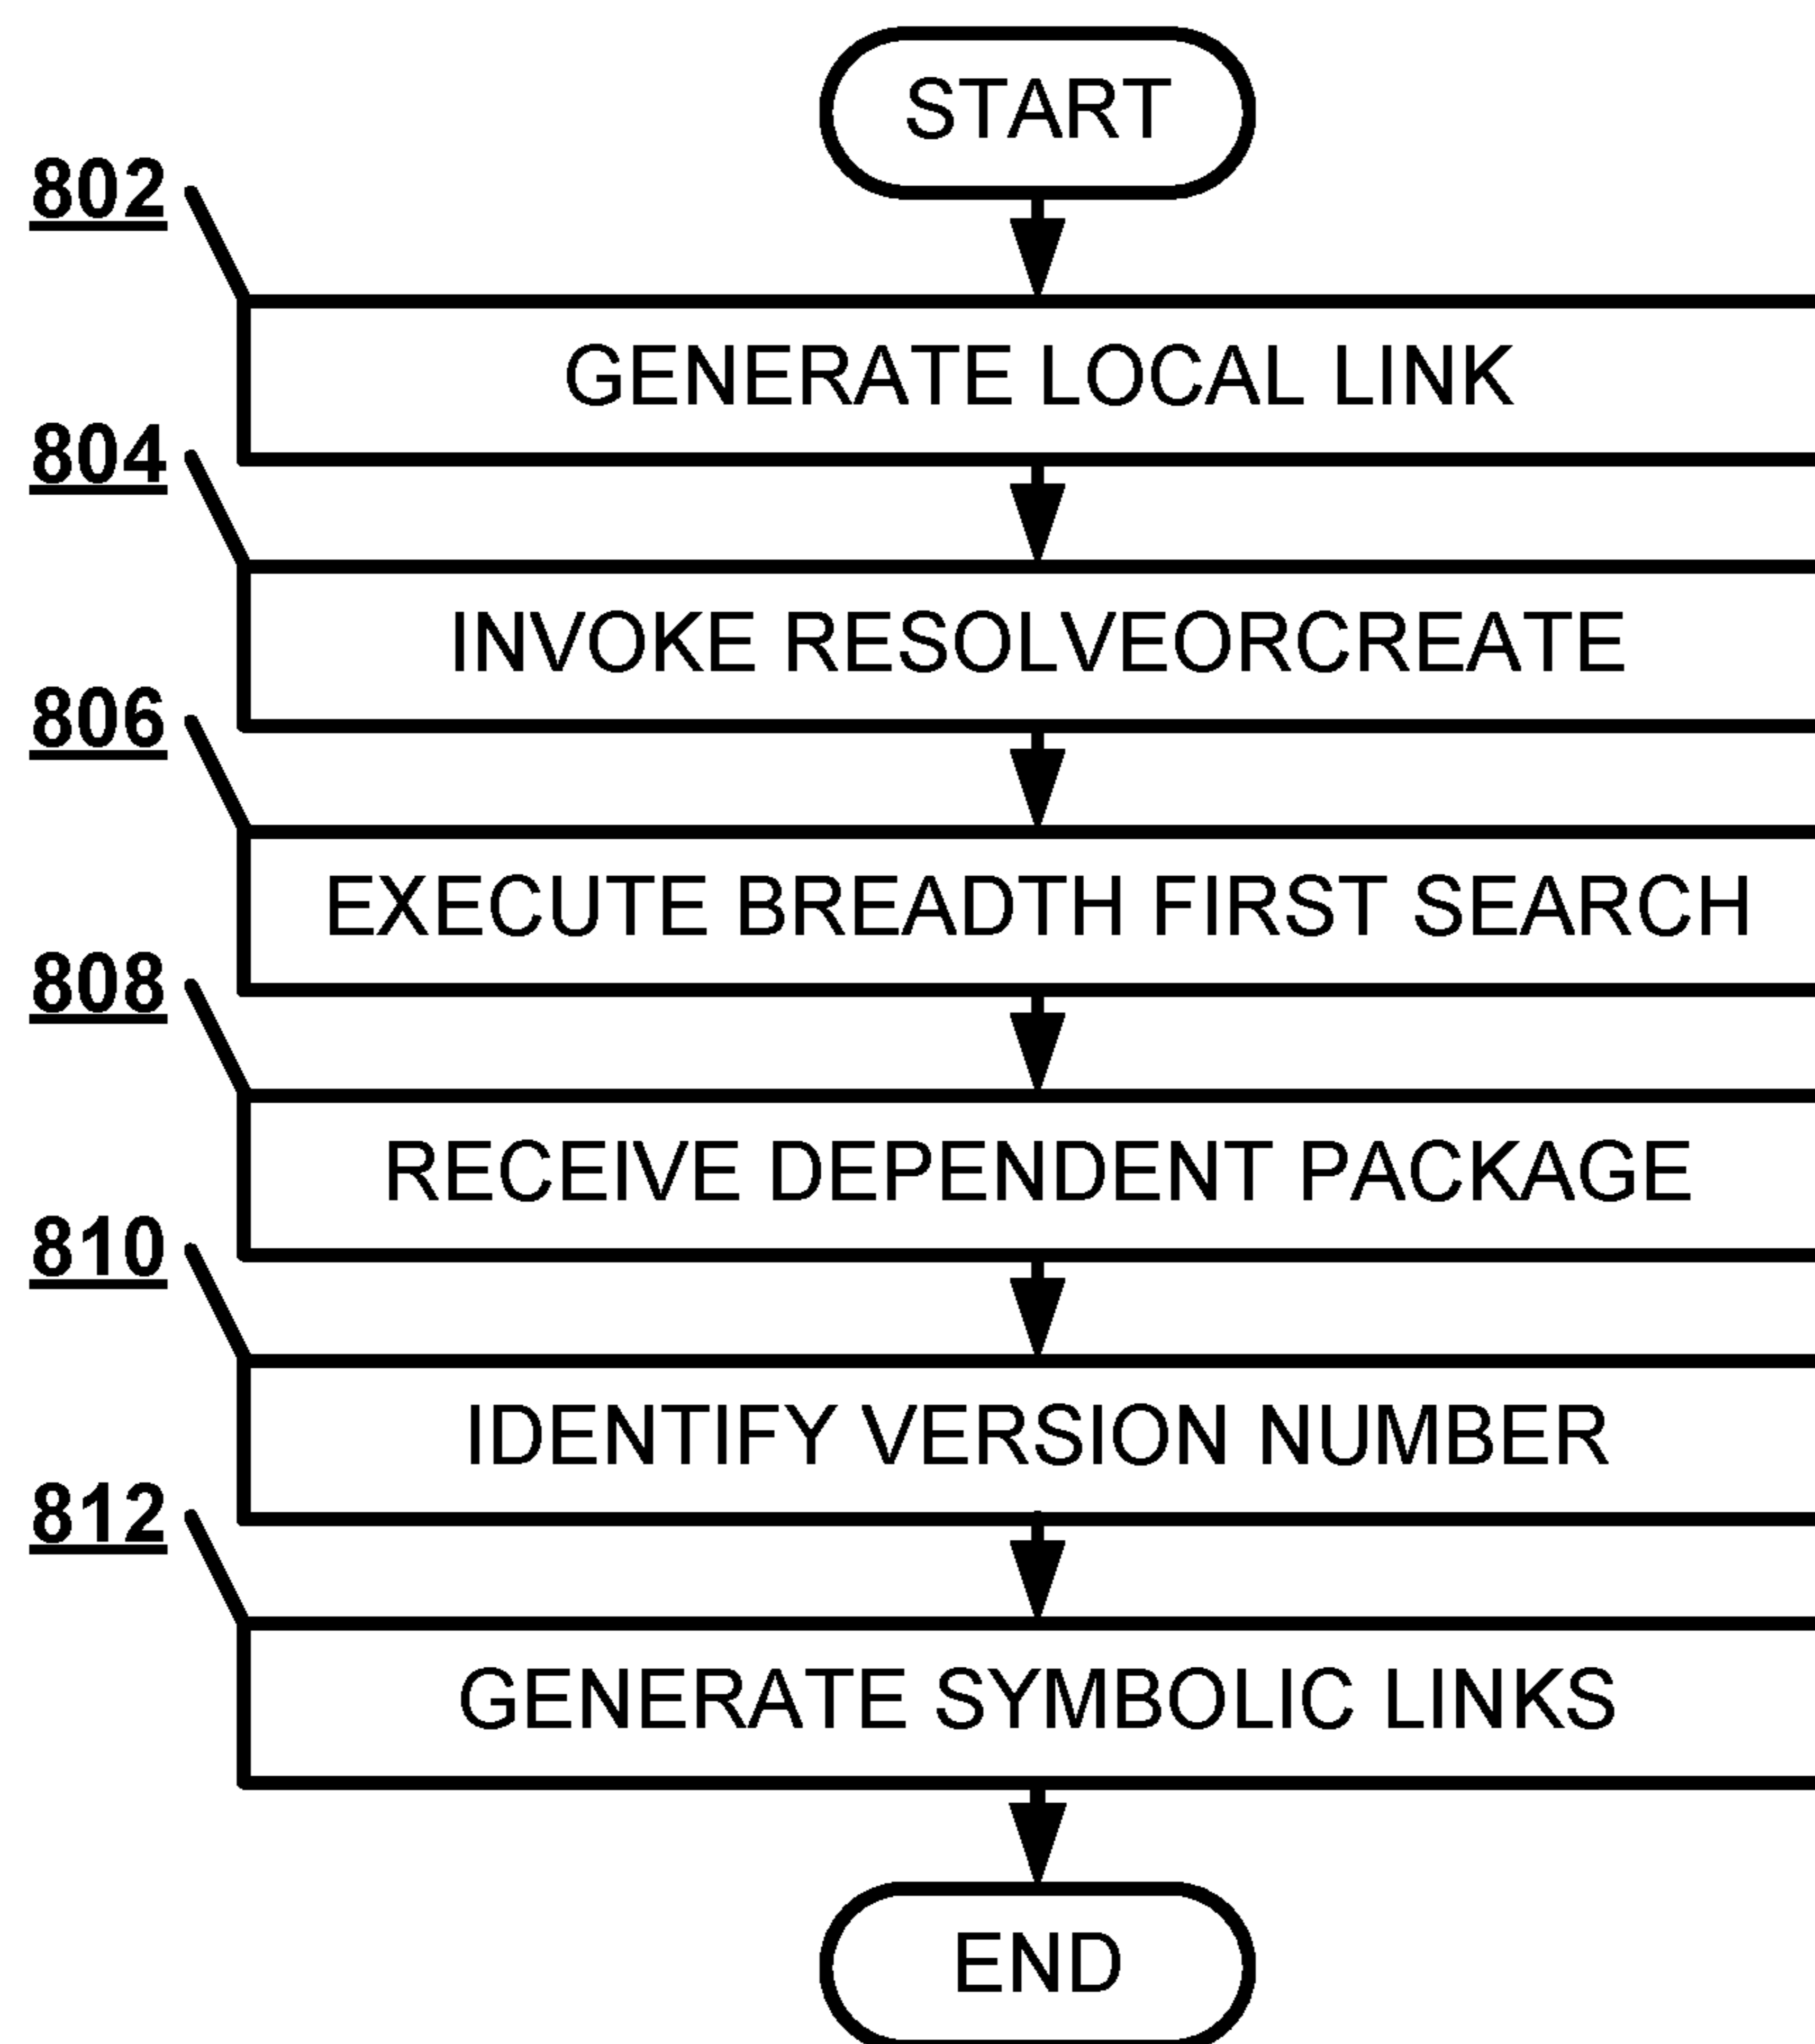 START
802
GENERATE LOCAL LINK
804
INVOKE RESOLVEORCREATE
806
EXECUTE BREADTH FIRST SEARCH
808
RECEIVE DEPENDENT PACKAGE
810
IDENTIFY VERSION NUMBER
812
GENERATE SYMBOLIC LINKS
END